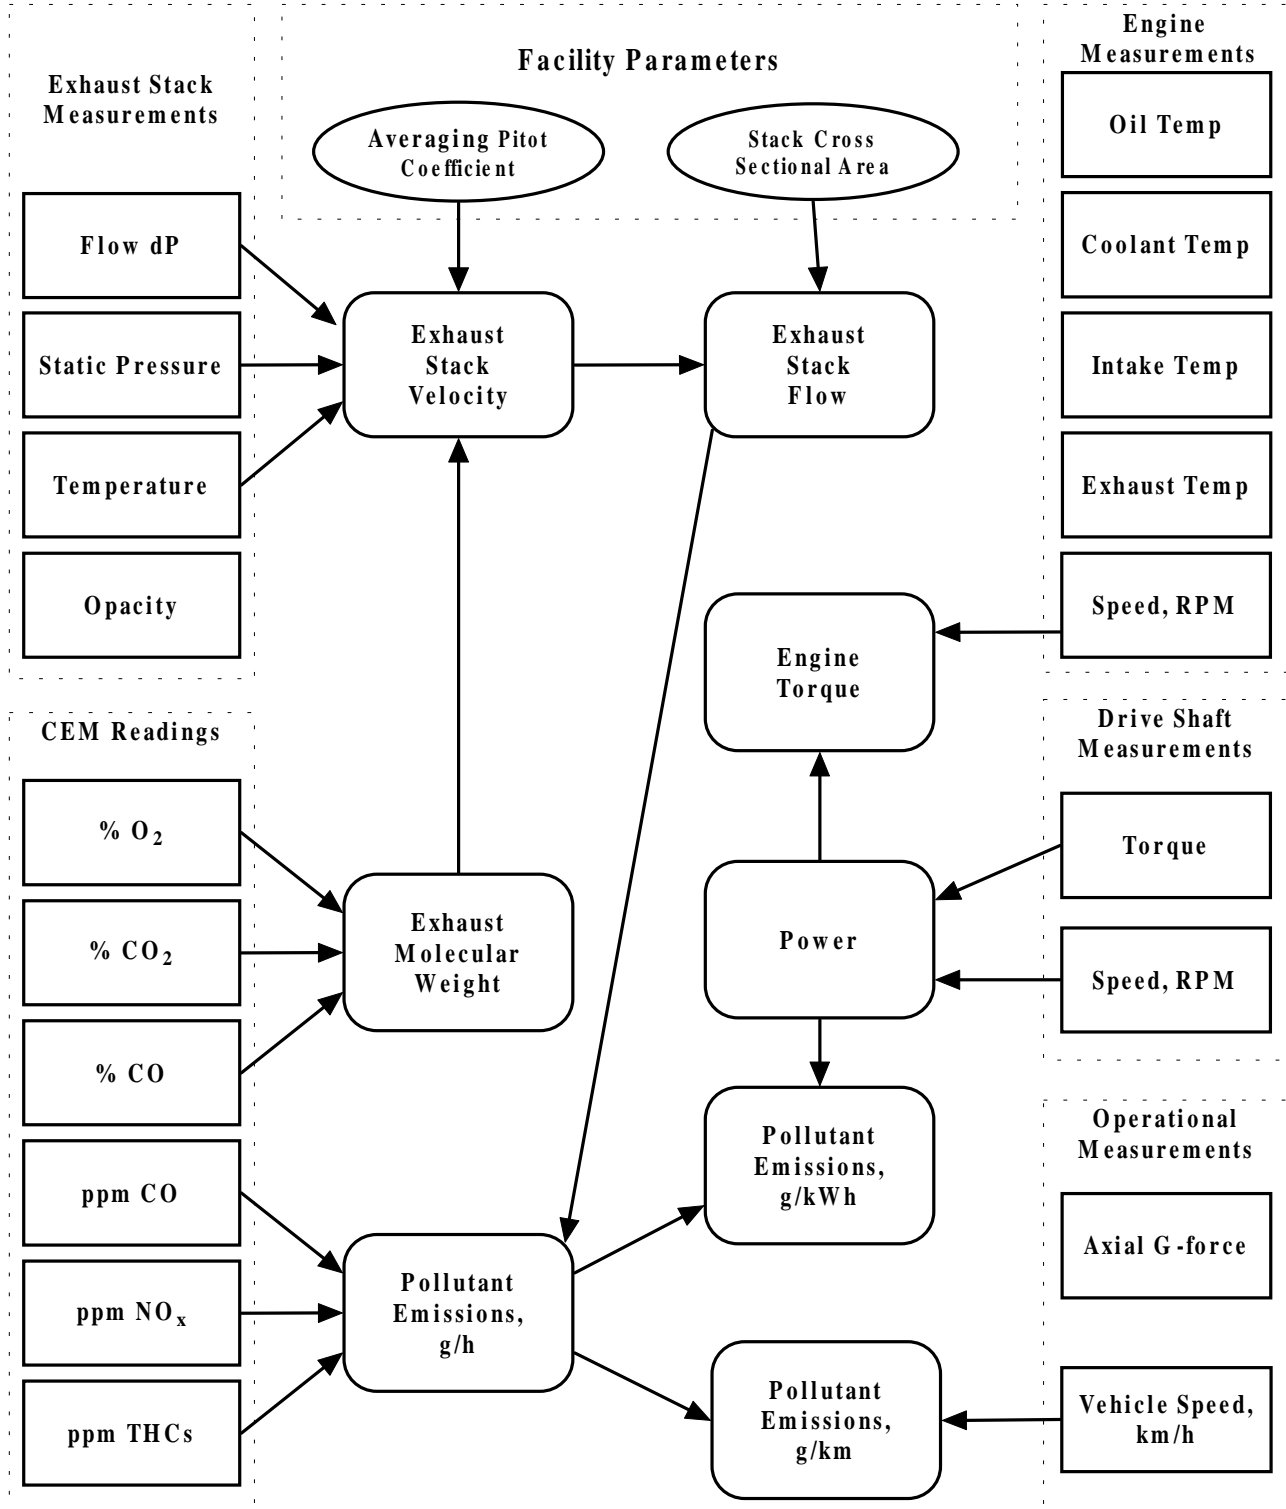 Exhaust Stack
Measurements
Flow dP
Static Pressure
Temperature
Opacity
Facility Parameters
Averaging Pitot
Coefficient
Stack Cross
Sectional Area
Exhaust
Stack
Velocity
Exhaust
Stack
Flow
Engine
Measurements
Oil Temp
Coolant Temp
Intake Temp
Exhaust Temp
Speed, RPM
Engine
Torque
CEM Readings
% O2
% CO2
% CO
ppm CO
ppm NOx
ppm THCs
Exhaust
Molecular
Weight
Power
Drive Shaft
Measurements
Torque
Speed, RPM
Pollutant
Emissions,
g/h
Pollutant
Emissions,
g/kWh
Pollutant
Emissions,
g/km
Operational
Measurements
Axial G-force
Vehicle Speed,
km/h